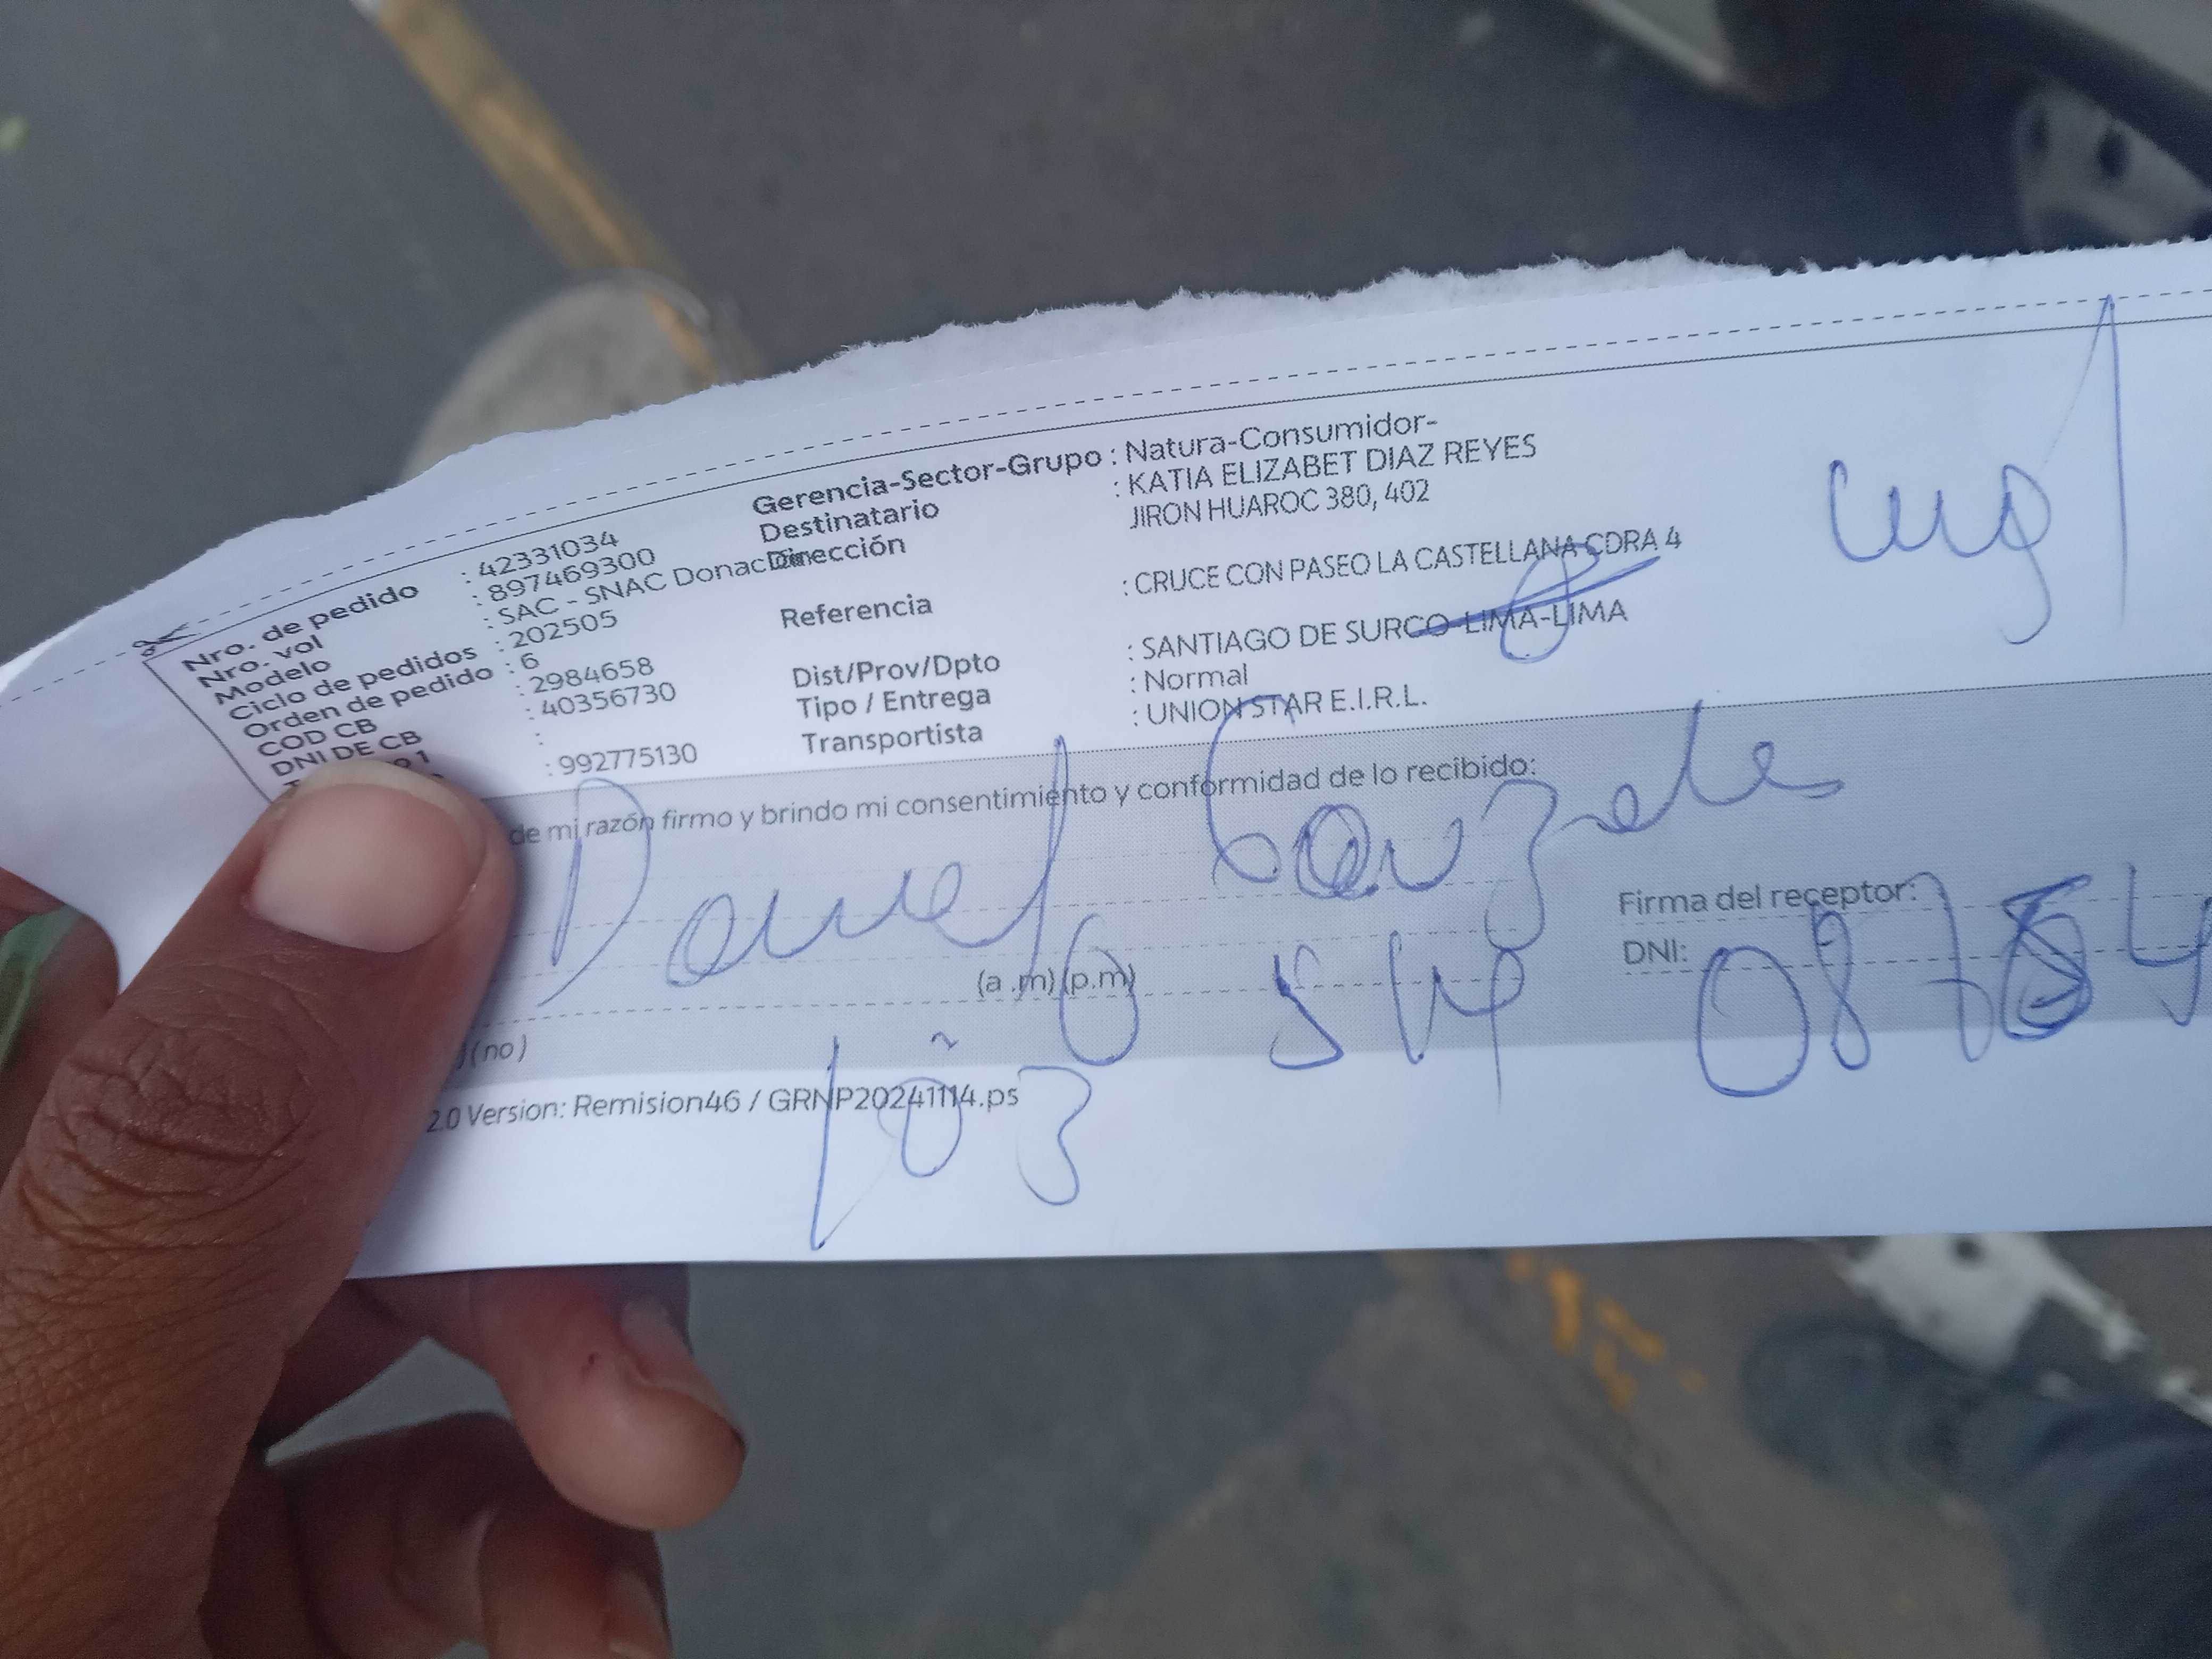 Nro. de pedido : 42331034
Nro. vol : 897469300
Modelo : SAC - SNAC Donación
Ciclo de pedidos : 202505
Orden de pedido : 6
COD CB : 2984658
DNI DE CB : 40356730
:
: 992775130
Gerencia-Sector-Grupo : Natura-Consumidor-
Destinatario : KATIA ELIZABET DIAZ REYES
Dirección JIRON HUAROC 380, 402
Referencia : CRUCE CON PASEO LA CASTELLANA CDRA 4
Dist/Prov/Dpto : SANTIAGO DE SURCO-LIMA-LIMA
Tipo / Entrega : Normal
Transportista : UNION STAR E.I.R.L.
de mi razón firmo y brindo mi consentimiento y conformidad de lo recibido:
Daniel Gonzales
Firma del receptor:
DNI:
(a .m) (p.m)
(no)
2.0 Version: Remision46 / GRNP20241114.ps